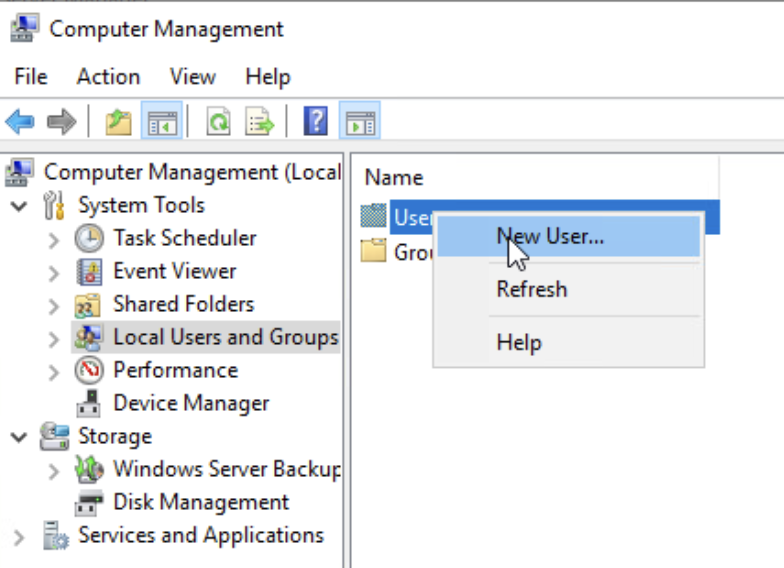 Computer Management
File Action View Help
Computer Management (Local
System Tools
Task Scheduler
Event Viewer
Shared Folders
Local Users and Groups
Performance
Device Manager
Storage
Windows Server Backup
Disk Management
Services and Applications
Name
User
Grou
New User...
Refresh
Help